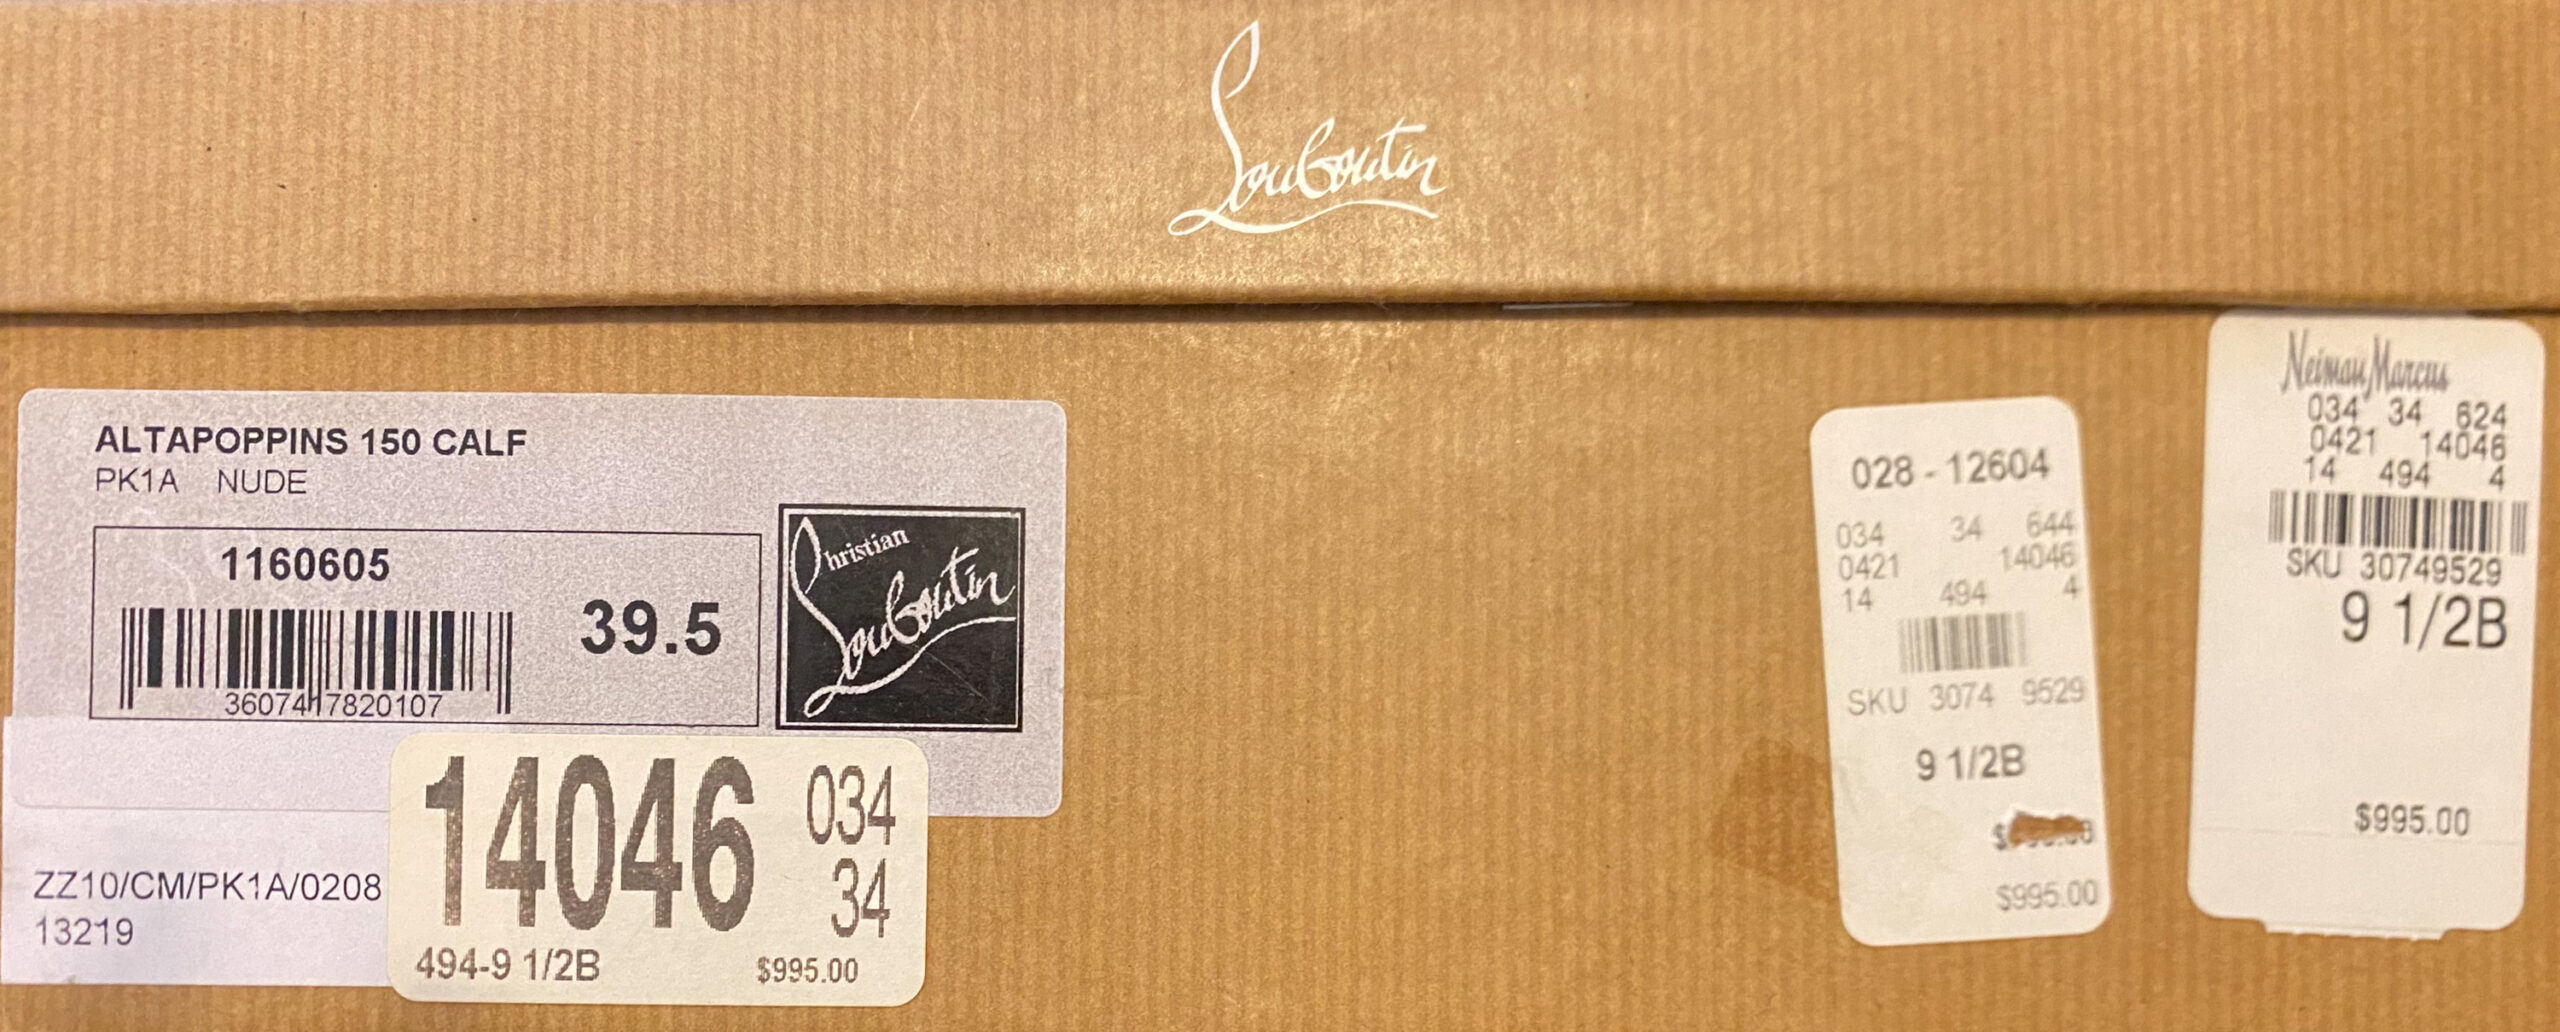 Louboutin
ALTAPOPPINS 150 CALF
PK1A NUDE
1160605
39.5
3607417820107
Christian
Louboutin
ZZ10/CM/PK1A/0208
13219
14046
034
34
494-9 1/2B
$995.00
028 - 12604
034 34 644
0421 14046
14 494 4
SKU 3074 9529
9 1/2B
$995.00
Neiman Marcus
034 34 624
0421 14046
14 494 4
SKU 30749529
9 1/2B
$995.00